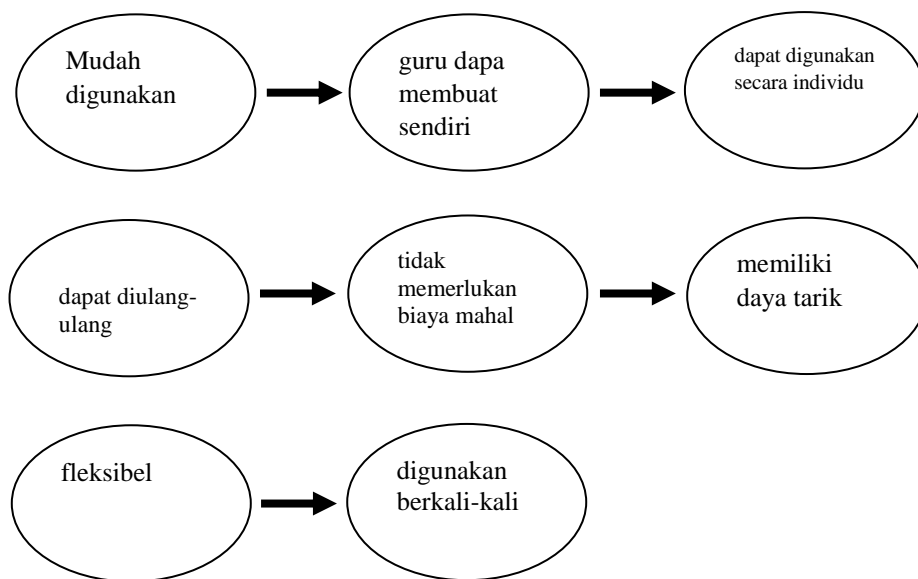 Mudah
digunakan
guru dapa
membuat
sendiri
dapat digunakan
secara individu
dapat diulang-
ulang
tidak
memerlukan
biaya mahal
memiliki
daya tarik
fleksibel
digunakan
berkali-kali